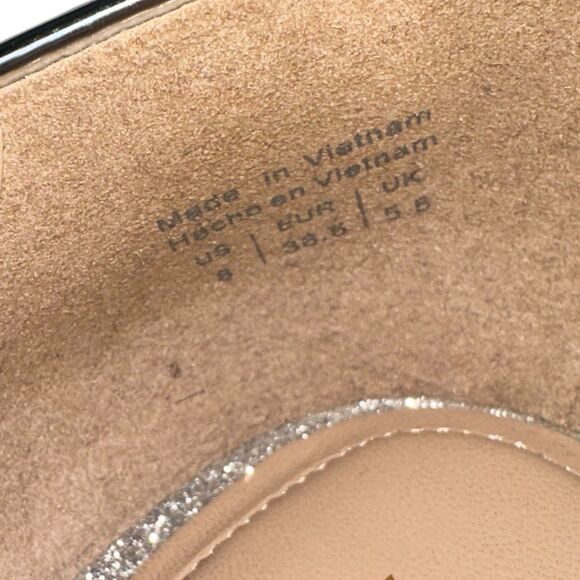 Made in Vietnam
Hecho en Vietnam
US | EUR | UK
8 | 38.5 | 5.5